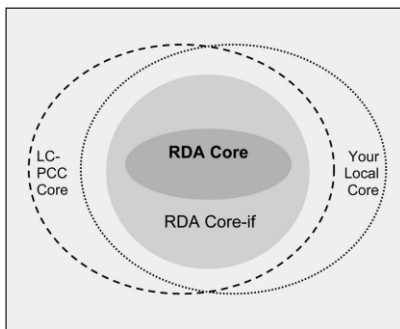 RDA Core
LC-
PCC
Core
Your
Local
Core
RDA Core-if